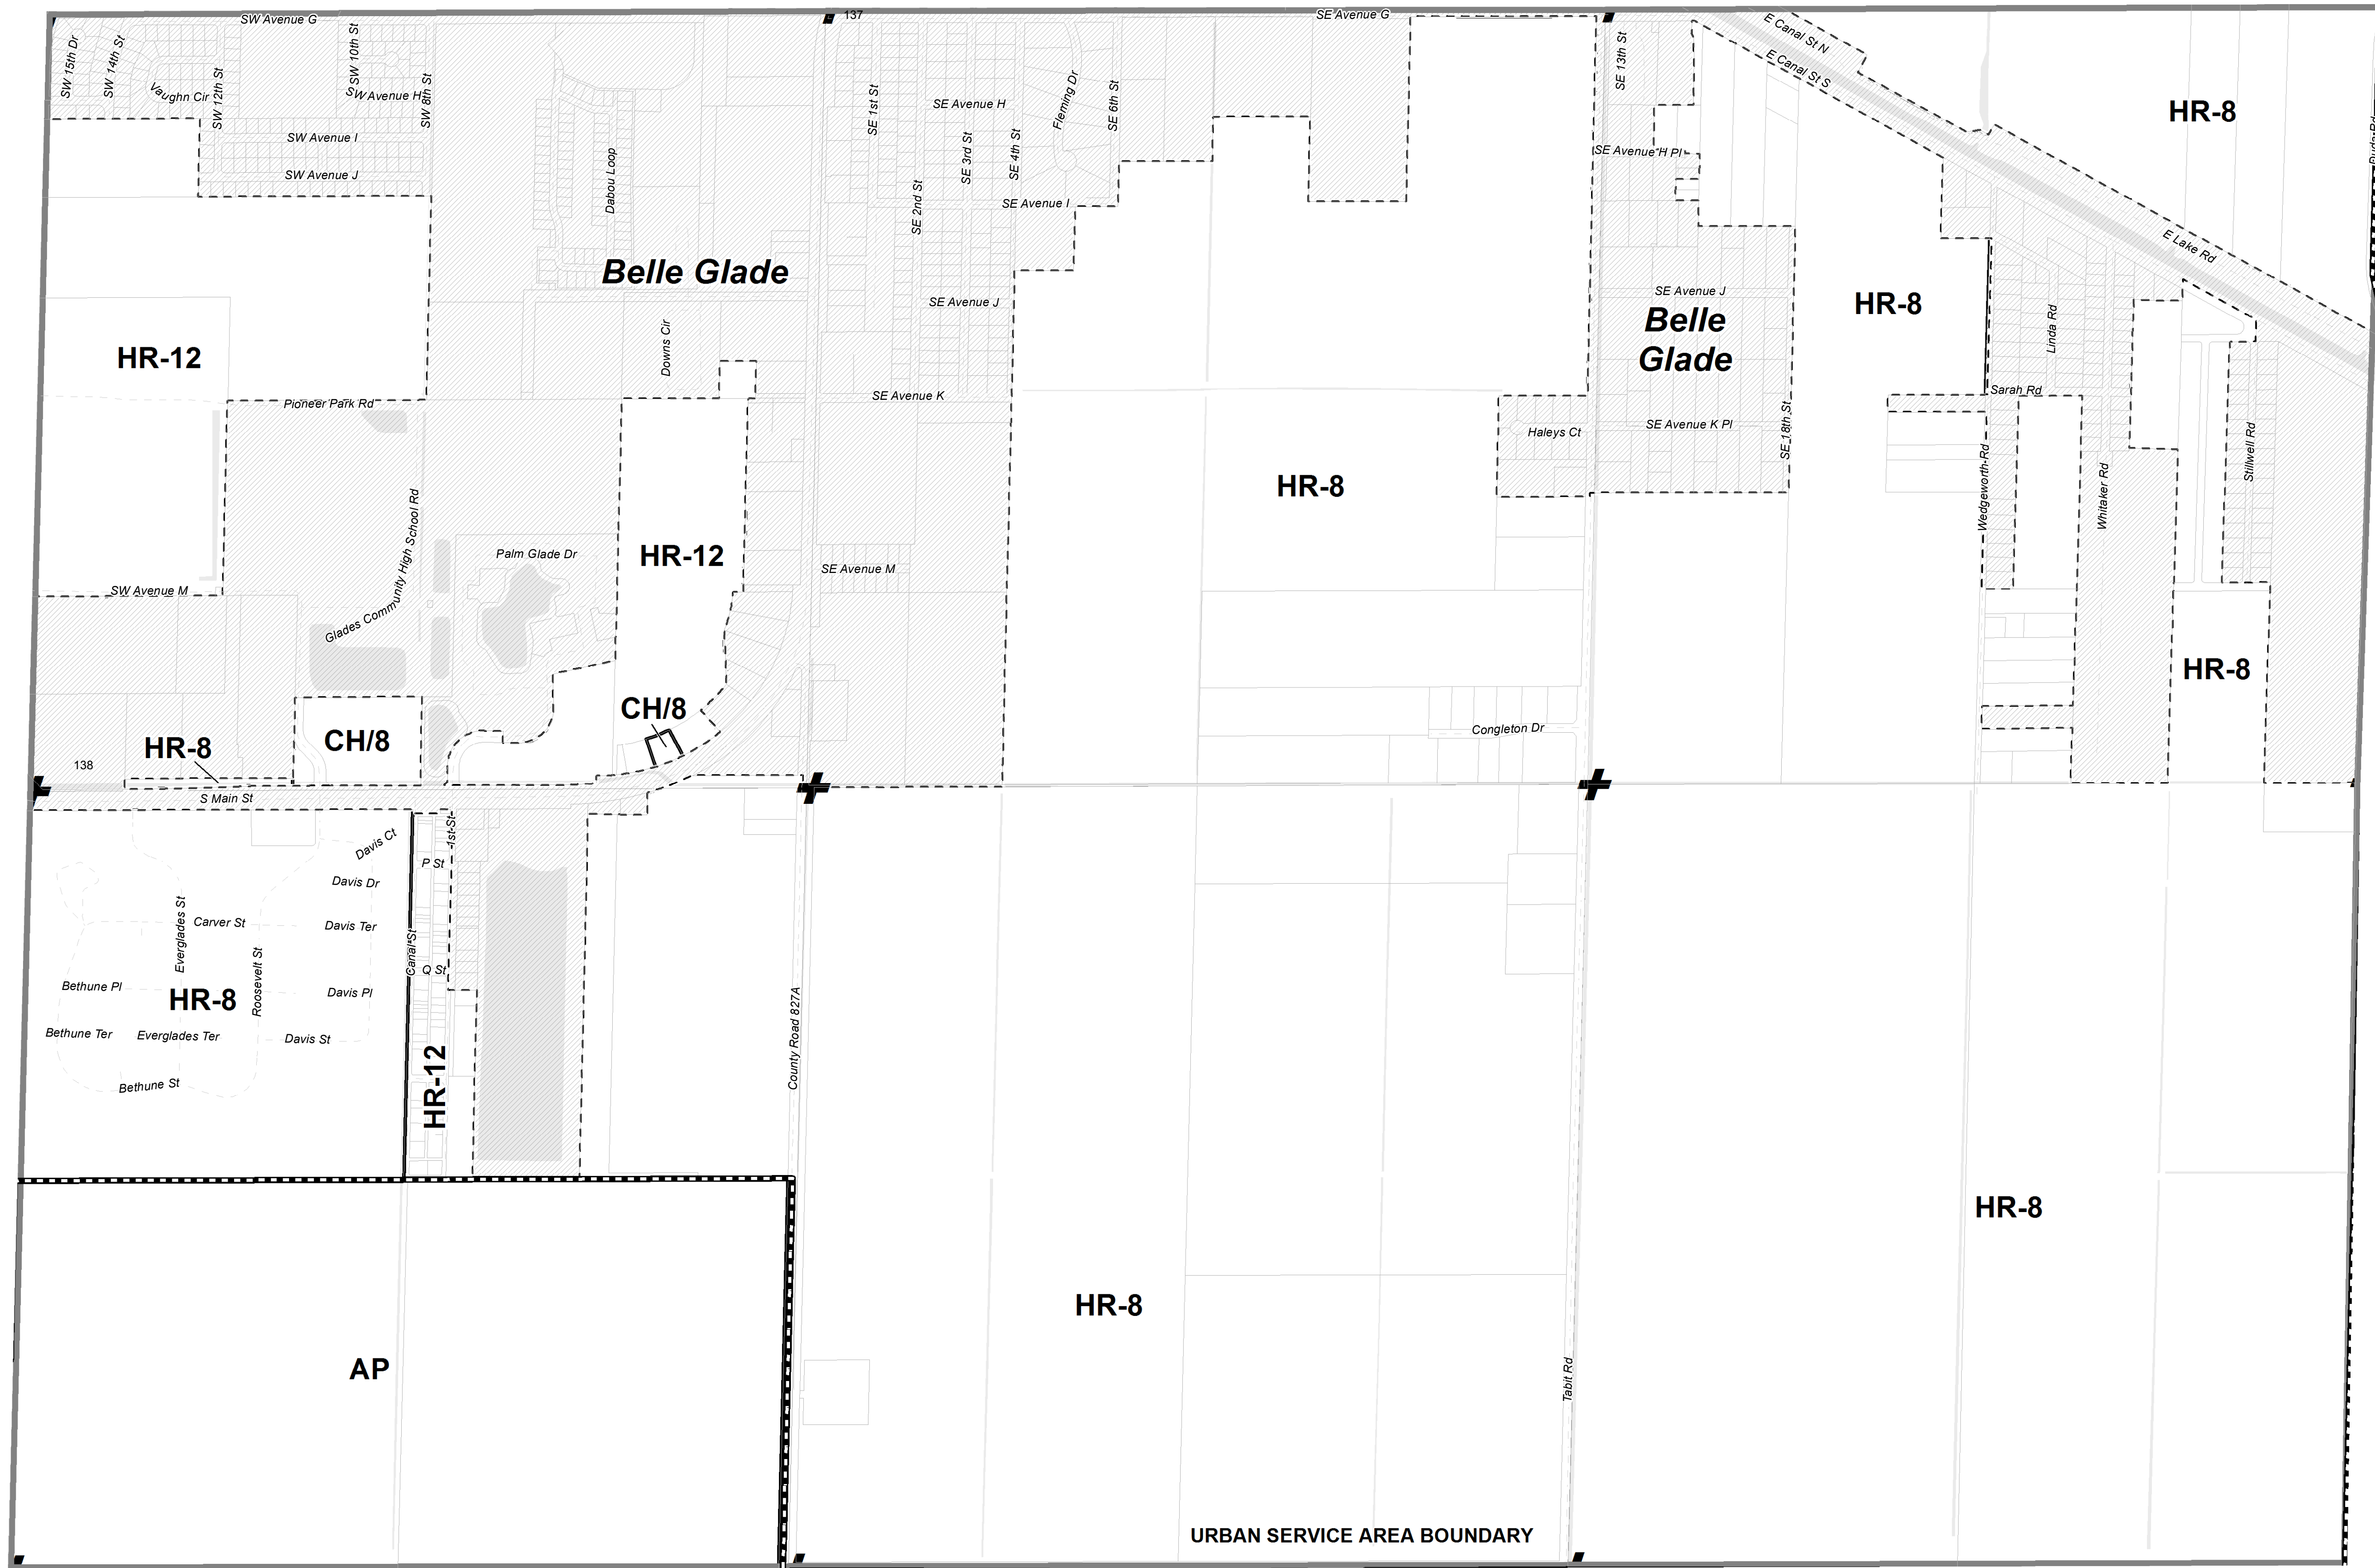 SW Avenue G
137
SE Avenue G
E Canal St N
E Canal St S
SW 15th Dr
SW 14th St
Vaughn Cir
SW 12th St
SW 10th St
SW Avenue H
SW 8th St
SW Avenue I
SW Avenue J
Dabou Loop
SE 1st St
SE Avenue H
SE 2nd St
SE 3rd St
SE 4th St
Fleming Dr
SE 6th St
SE Avenue I
SE 13th St
SE Avenue H Pl
HR-8
E Lake Rd
Belle Glade
SE Avenue J
SE Avenue J
Belle
Glade
HR-8
Linda Rd
HR-12
Downs Cir
Pioneer Park Rd
SE Avenue K
Sarah Rd
Haleys Ct
SE Avenue K Pl
SE 18th St
Wedgeworth Rd
Whitaker Rd
Stillwell Rd
HR-8
Glades Community High School Rd
Palm Glade Dr
HR-12
SE Avenue M
SW Avenue M
HR-8
CH/8
HR-8
CH/8
Congleton Dr
138
S Main St
Davis Ct
1st St
P St
Davis Dr
Everglades St
Carver St
Davis Ter
Roosevelt St
Canal St
Q St
Bethune Pl
HR-8
Davis Pl
Bethune Ter
Everglades Ter
Davis St
Bethune St
HR-12
County Road 827A
HR-8
HR-8
AP
Tabit Rd
URBAN SERVICE AREA BOUNDARY